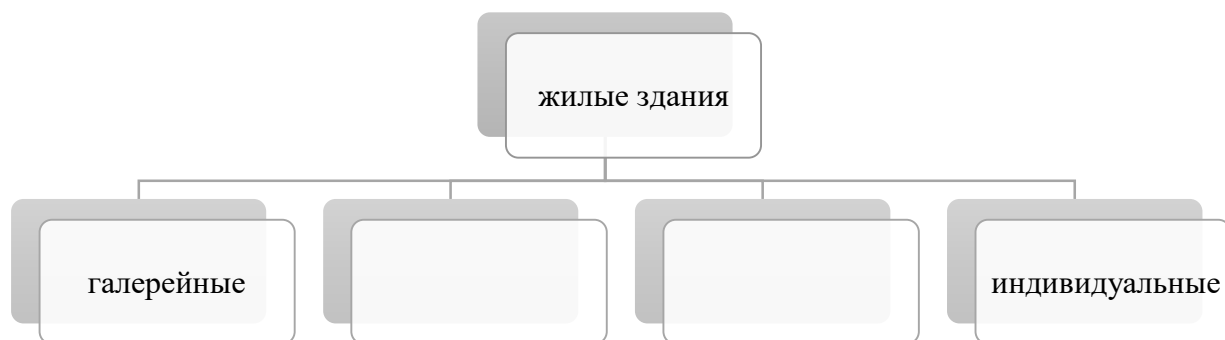 жилые здания
галерейные
индивидуальные